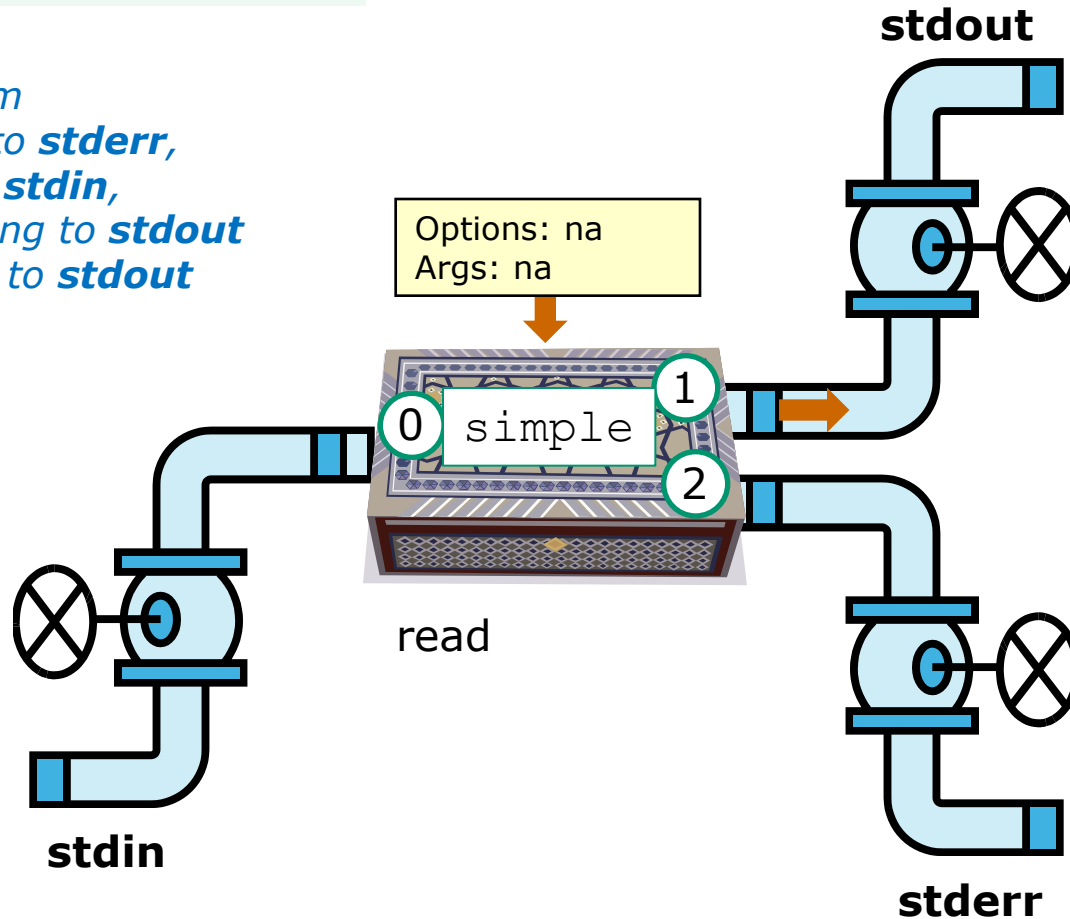 stdout
m
to stderr,
stdin,
ng to stdout
to stdout
Options: na
Args: na
0
simple
1
2
read
stdin
stderr